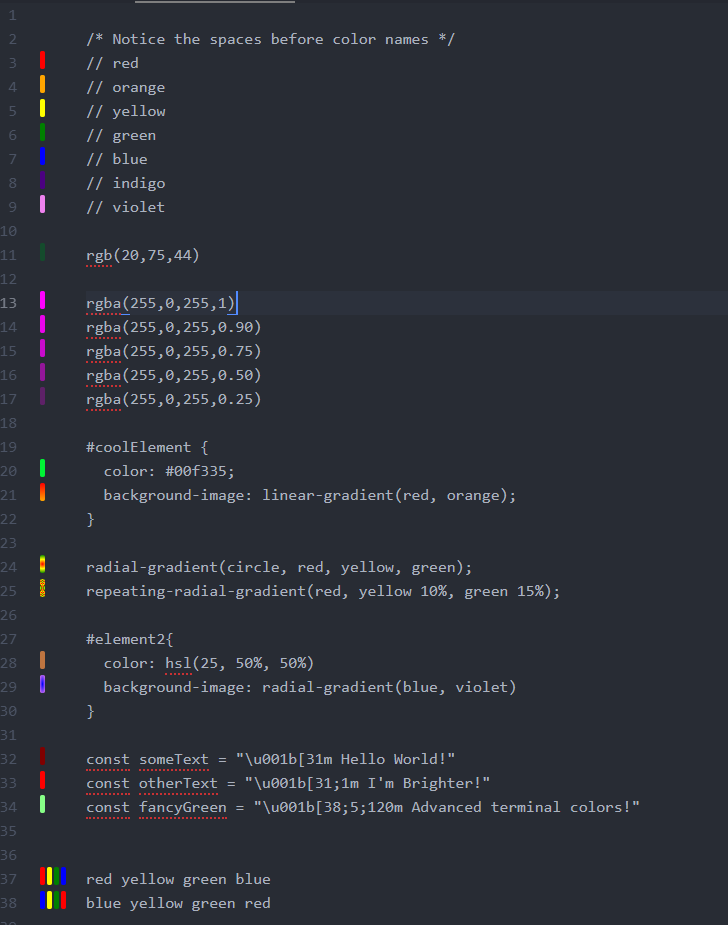 1
2 /* Notice the spaces before color names */
3 // red
4 // orange
5 // yellow
6 // green
7 // blue
8 // indigo
9 // violet
10
11 rgb(20,75,44)
12
13 rgba(255,0,255,1)
14 rgba(255,0,255,0.90)
15 rgba(255,0,255,0.75)
16 rgba(255,0,255,0.50)
17 rgba(255,0,255,0.25)
18
19 #coolElement {
20   color: #00f335;
21   background-image: linear-gradient(red, orange);
22 }
23
24 radial-gradient(circle, red, yellow, green);
25 repeating-radial-gradient(red, yellow 10%, green 15%);
26
27 #element2{
28   color: hsl(25, 50%, 50%)
29   background-image: radial-gradient(blue, violet)
30 }
31
32 const someText = "\u001b[31m Hello World!"
33 const otherText = "\u001b[31;1m I'm Brighter!"
34 const fancyGreen = "\u001b[38;5;120m Advanced terminal colors!"
35
36
37 red yellow green blue
38 blue yellow green red